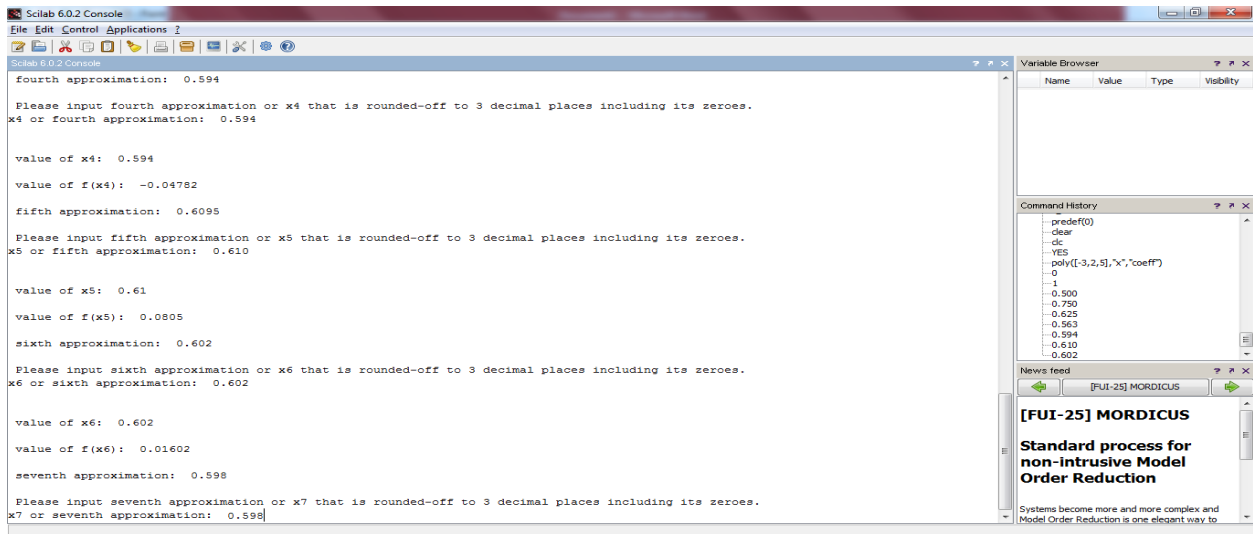 Scilab 6.0.2 Console
File Edit Control Applications ?
Scilab 6.0.2 Console
fourth approximation: 0.594
Please input fourth approximation or x4 that is rounded-off to 3 decimal places including its zeroes.
x4 or fourth approximation: 0.594
value of x4: 0.594
value of f(x4): -0.04782
fifth approximation: 0.6095
Please input fifth approximation or x5 that is rounded-off to 3 decimal places including its zeroes.
x5 or fifth approximation: 0.610
value of x5: 0.61
value of f(x5): 0.0805
sixth approximation: 0.602
Please input sixth approximation or x6 that is rounded-off to 3 decimal places including its zeroes.
x6 or sixth approximation: 0.602
value of x6: 0.602
value of f(x6): 0.01602
seventh approximation: 0.598
Please input seventh approximation or x7 that is rounded-off to 3 decimal places including its zeroes.
x7 or seventh approximation: 0.598
Variable Browser
Name Value Type Visibility
Command History
predef(0)
clear
clc
YES
poly([-3,2,5],"x","coeff")
0
1
0.500
0.750
0.625
0.563
0.594
0.610
0.602
News feed
[FUI-25] MORDICUS
[FUI-25] MORDICUS
Standard process for
non-intrusive Model
Order Reduction
Systems become more and more complex and
Model Order Reduction is one elegant way to